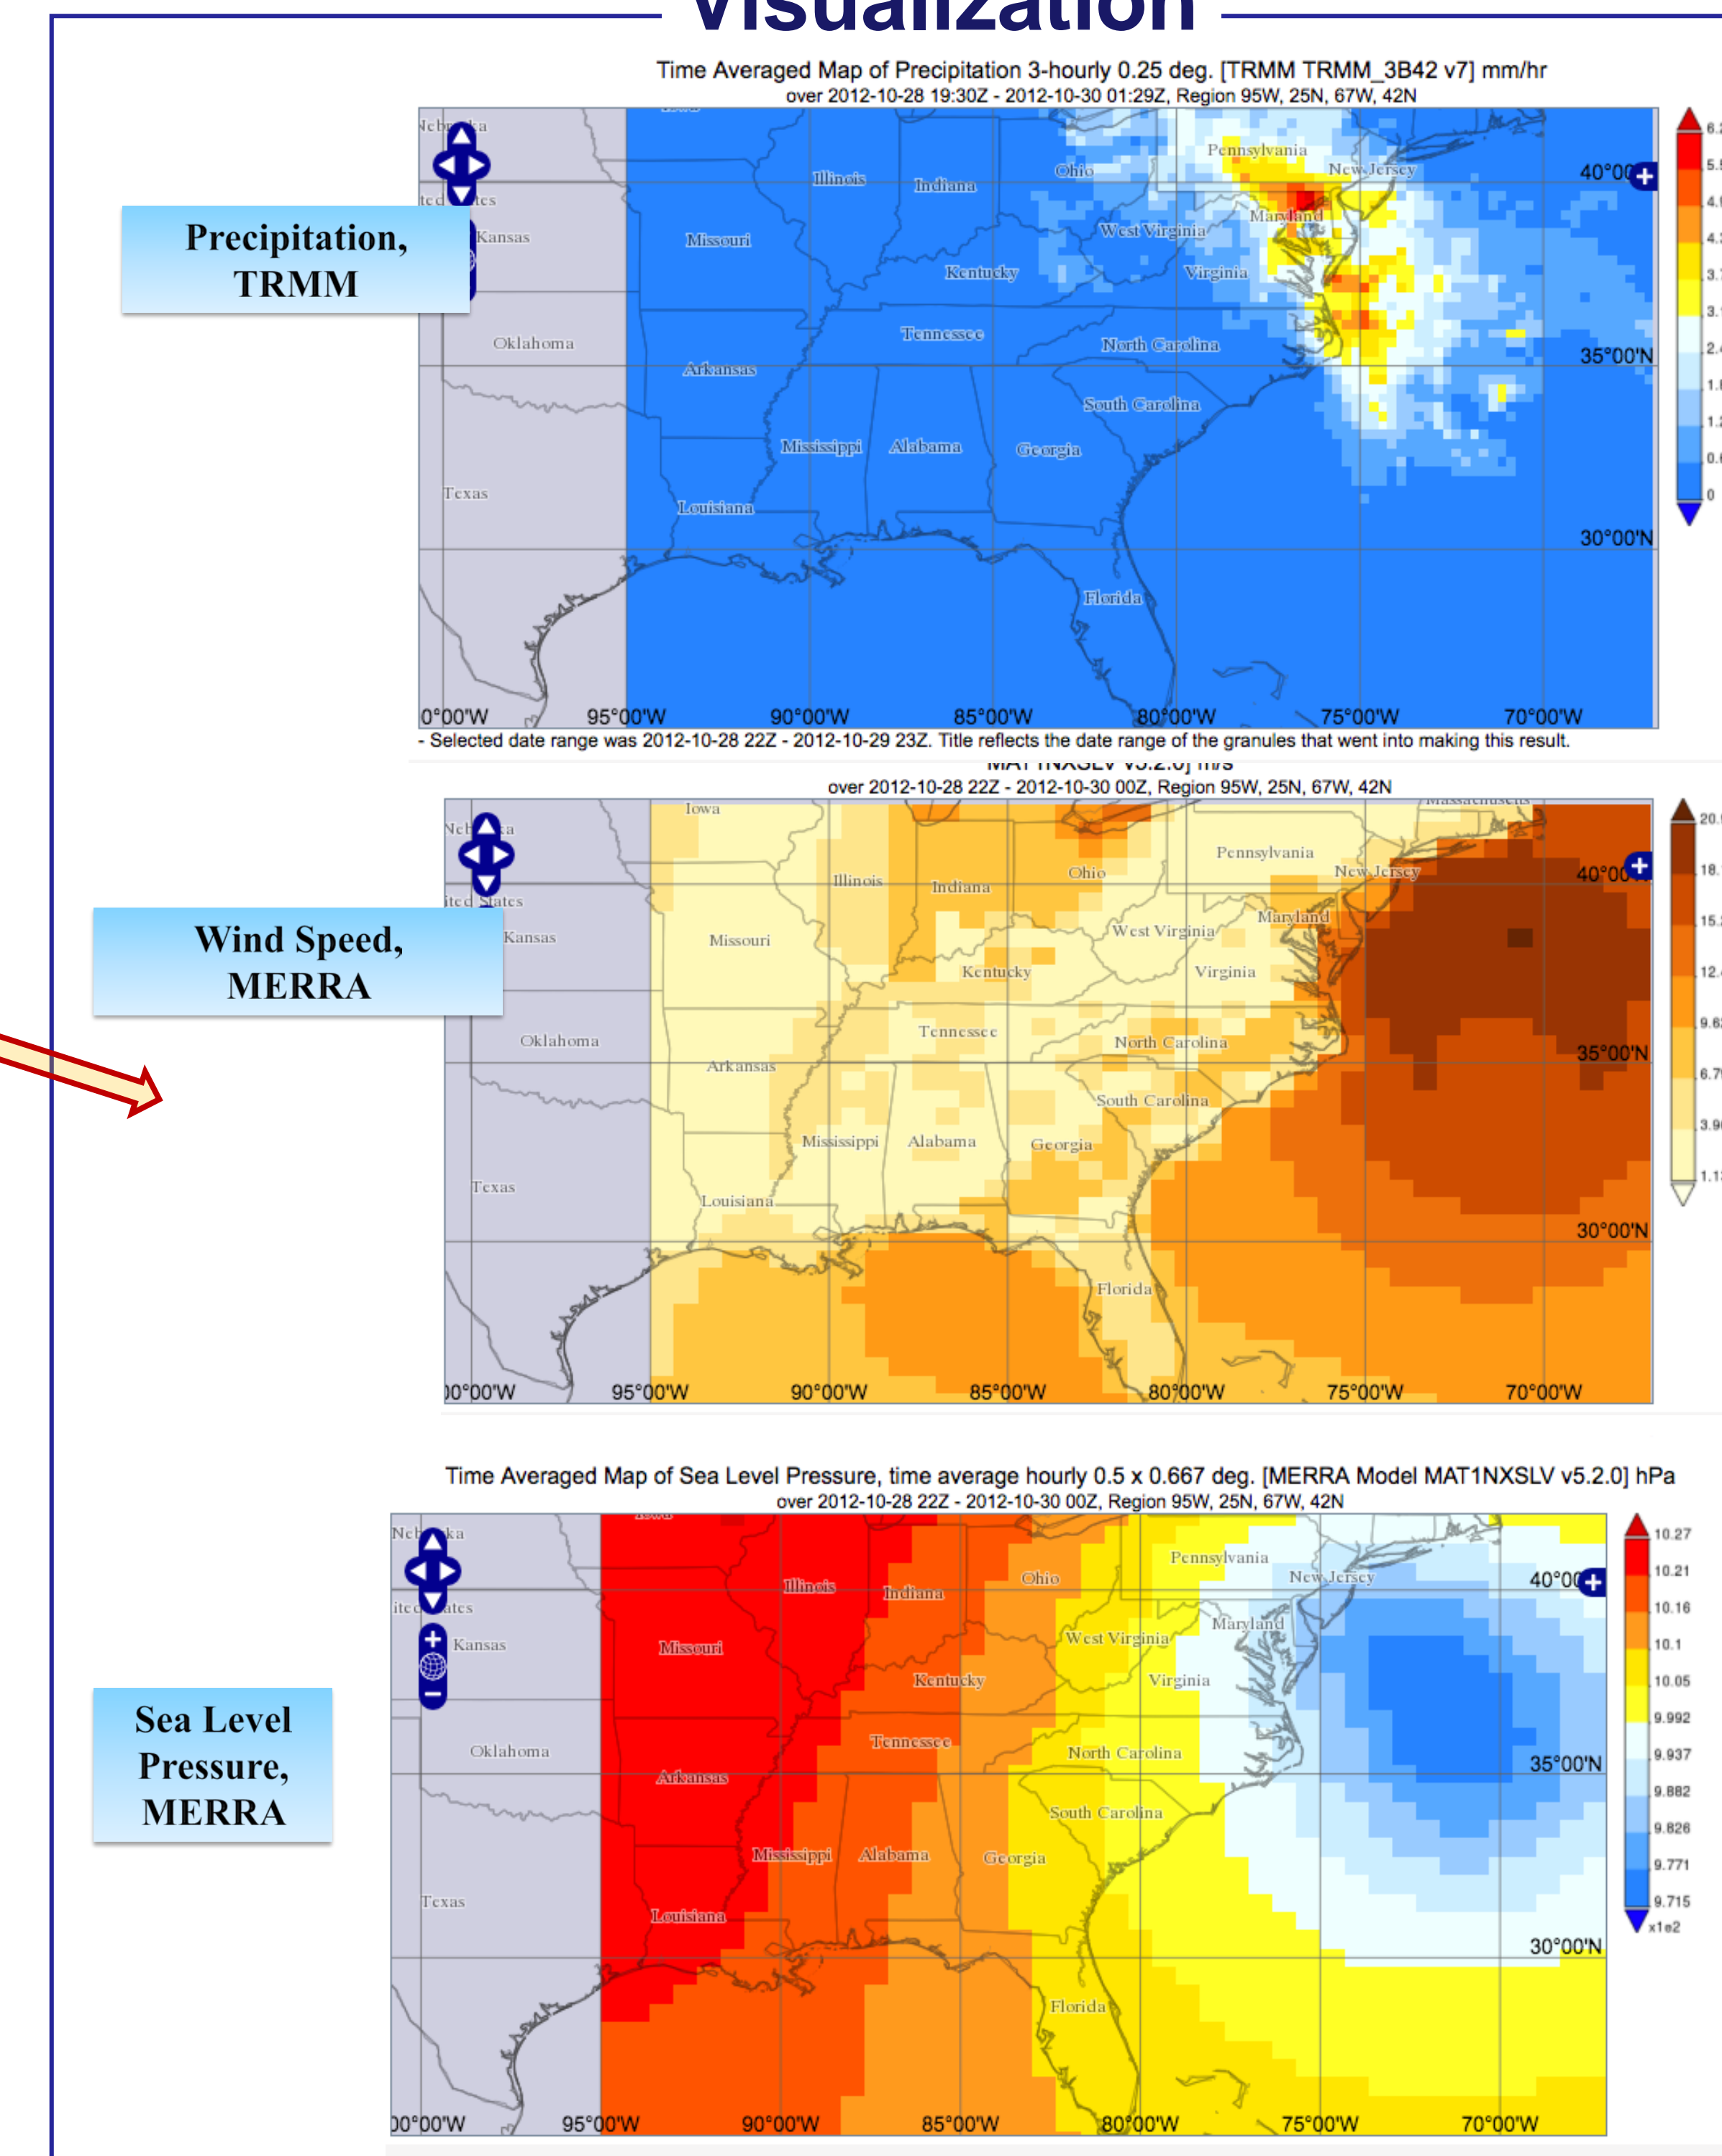 Visualization
Time Averaged Map of Precipitation 3-hourly 0.25 deg. [TRMM TRMM_3B42 v7] mm/hr
over 2012-10-28 19:30Z - 2012-10-30 01:29Z, Region 95W, 25N, 67W, 42N
Precipitation,
TRMM
Pennsylvania
Ohio
New Jersey
40°00
Illinois
Indiana
Maryland
Kansas
Missouri
West Virginia
Kentucky
Virginia
Oklahoma
Tennessee
North Carolina
35°00'N
Arkansas
South Carolina
Mississippi
Alabama
Georgia
Texas
Louisiana
30°00'N
Florida
0°00'W
95°00'W
90°00'W
85°00'W
80°00'W
75°00'W
70°00'W
0
- Selected date range was 2012-10-28 22Z - 2012-10-29 23Z. Title reflects the date range of the granules that went into making this result.
MAT1NXSLV v5.2.0] m/s
over 2012-10-28 22Z - 2012-10-30 00Z, Region 95W, 25N, 67W, 42N
Wind Speed,
MERRA
Iowa
Massachusetts
Pennsylvania
Illinois
Indiana
Ohio
New Jersey
40°00
Maryland
Kansas
Missouri
West Virginia
Kentucky
Virginia
Oklahoma
Tennessee
North Carolina
35°00'N
Arkansas
South Carolina
Mississippi
Alabama
Georgia
Texas
Louisiana
30°00'N
Florida
00°00'W
95°00'W
90°00'W
85°00'W
80°00'W
75°00'W
70°00'W
Time Averaged Map of Sea Level Pressure, time average hourly 0.5 x 0.667 deg. [MERRA Model MAT1NXSLV v5.2.0] hPa
over 2012-10-28 22Z - 2012-10-30 00Z, Region 95W, 25N, 67W, 42N
Sea Level
Pressure,
MERRA
Pennsylvania
Illinois
Indiana
Ohio
New Jersey
40°00
Maryland
Kansas
Missouri
West Virginia
Kentucky
Virginia
Oklahoma
Tennessee
North Carolina
35°00'N
Arkansas
South Carolina
Mississippi
Alabama
Georgia
Texas
Louisiana
30°00'N
Florida
00°00'W
95°00'W
90°00'W
85°00'W
80°00'W
75°00'W
70°00'W
10.27
10.21
10.16
10.1
10.05
9.992
9.937
9.882
9.826
9.771
9.715
x1e2